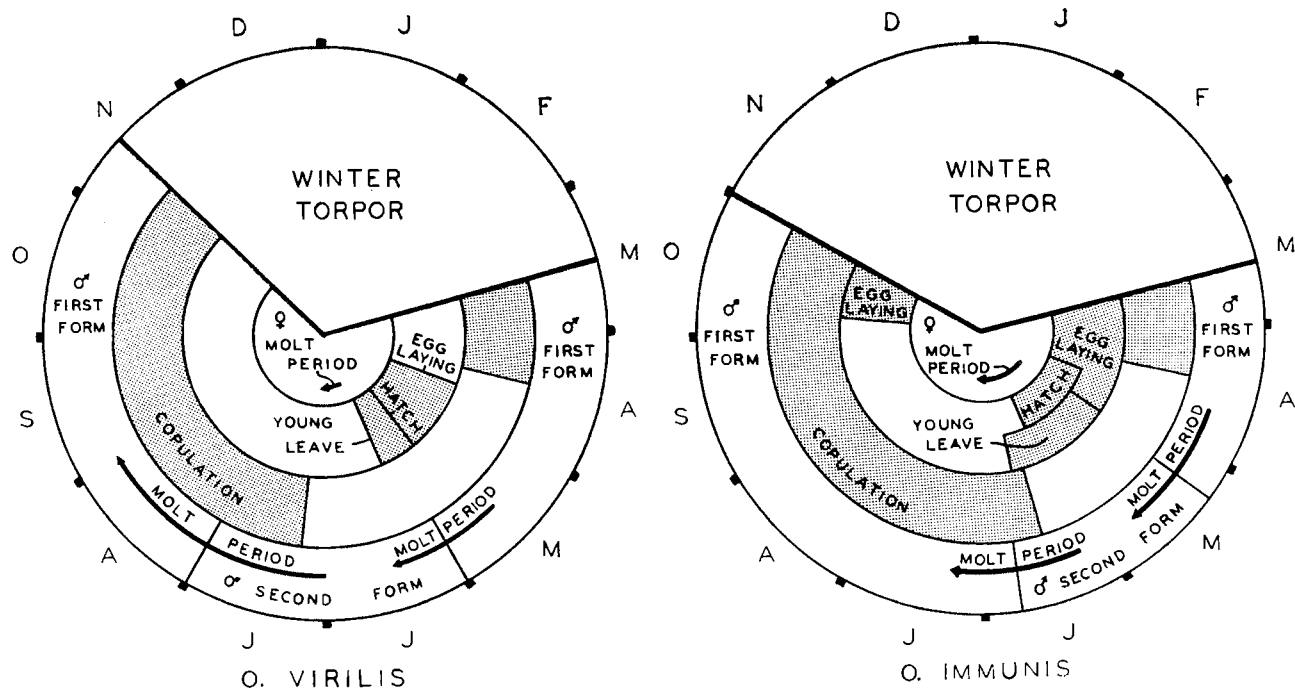 D
J
N
F
WINTER
TORPOR
O
M
♂
FIRST
FORM
♀
MOLT
PERIOD
EGG
LAYING
♂
FIRST
FORM
HATCH
YOUNG
LEAVE
S
A
COPULATION
MOLT
PERIOD
MOLT PERIOD
A
♂ SECOND FORM
M
J
J
O. VIRILIS
D
J
N
F
WINTER
TORPOR
O
M
EGG
LAYING
♂
FIRST
FORM
♀
MOLT
PERIOD
EGG
LAYING
♂
FIRST
FORM
HATCH
YOUNG
LEAVE
S
A
COPULATION
MOLT PERIOD
MOLT PERIOD
A
♂ SECOND FORM
M
J
J
O. IMMUNIS